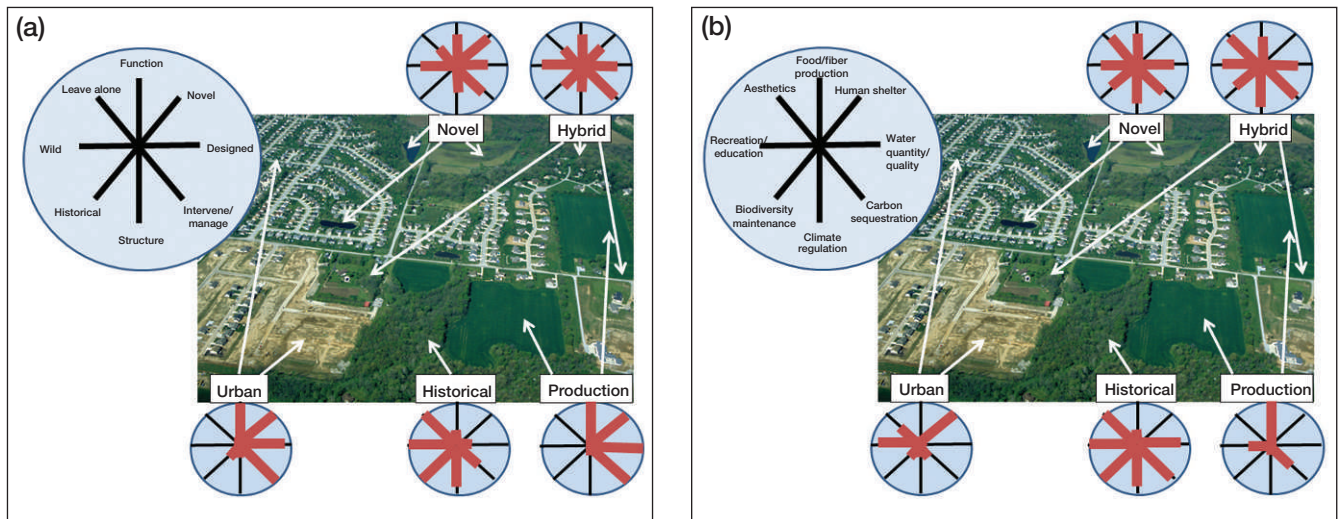 (a)
Function
Leave alone
Novel
Wild
Designed
Historical
Intervene/
manage
Structure
Novel
Hybrid
Urban
Historical
Production
(b)
Food/fiber
production
Aesthetics
Human shelter
Recreation/
education
Water
quantity/
quality
Biodiversity
maintenance
Carbon
sequestration
Climate
regulation
Novel
Hybrid
Urban
Historical
Production